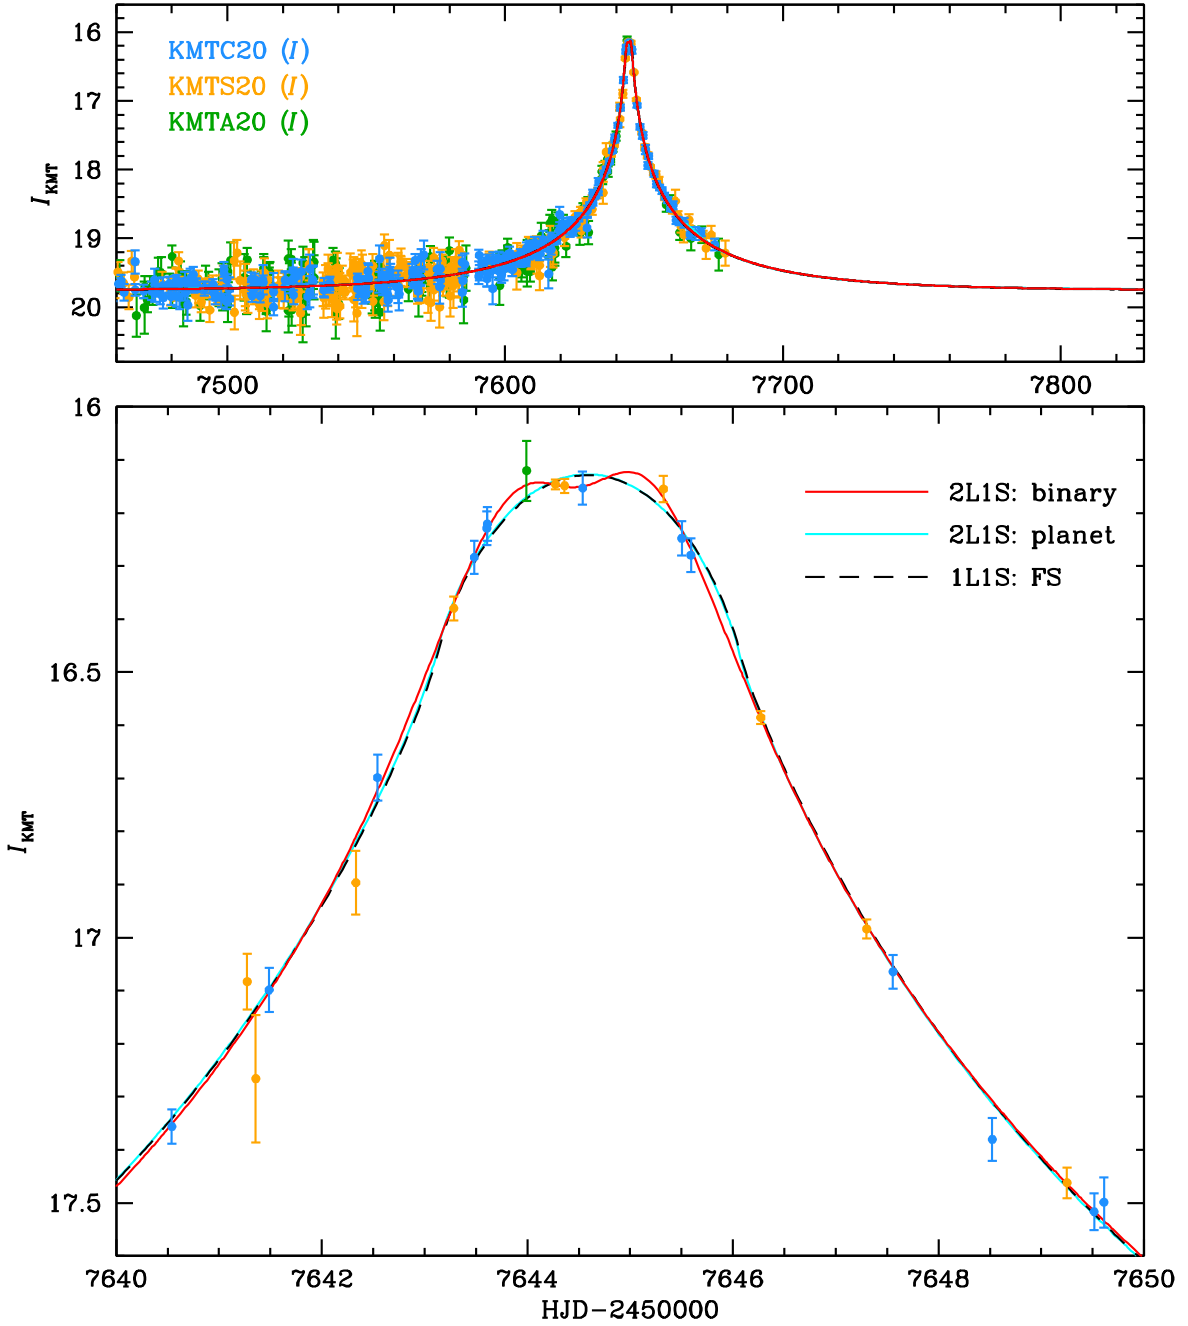 16
17
18
19
20
I_KMT
KMTC20 (I)
KMTS20 (I)
KMTA20 (I)
7500 7600 7700 7800
16
16.5
17
17.5
I_KMT
2L1S: binary
2L1S: planet
1L1S: FS
7640 7642 7644 7646 7648 7650
HJD−2450000